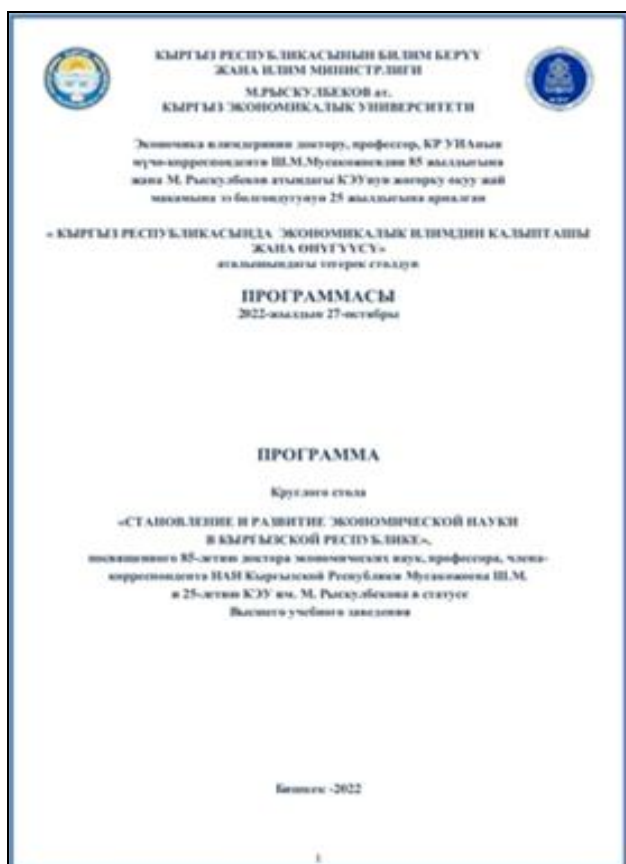 КЫРГЫЗ РЕСПУБЛИКАСЫНЫН БИЛИМ БЕРҮҮ
ЖАНА ИЛИМ МИНИСТРЛИГИ
М.РЫСКУЛБЕКОВ ат.
КЫРГЫЗ ЭКОНОМИКАЛЫК УНИВЕРСИТЕТИ
Экономика илимдеринин доктору, профессор, КР УИАнын
мүчө-корреспонденти Ш.М.Мусакожоевдин 85 жылдыгына
жана М. Рыскулбеков атындагы КЭУнун жогорку окуу жай
макамына ээ болгондугунун 25 жылдыгына арналган
« КЫРГЫЗ РЕСПУБЛИКАСЫНДА ЭКОНОМИКАЛЫК ИЛИМДИН КАЛЫПТАШЫ
ЖАНА ӨНҮГҮҮСҮ»
аталышындагы тегерек столдун
ПРОГРАММАСЫ
2022-жылдын 27-октябры
ПРОГРАММА
Круглого стола
«СТАНОВЛЕНИЕ И РАЗВИТИЕ ЭКОНОМИЧЕСКОЙ НАУКИ
В КЫРГЫЗСКОЙ РЕСПУБЛИКЕ»,
посвященного 85-летию доктора экономических наук, профессора, члена-
корреспондента НАН Кыргызской Республики Мусакожоева Ш.М.
и 25-летию КЭУ им. М. Рыскулбекова в статусе
Высшего учебного заведения
Бишкек -2022
1